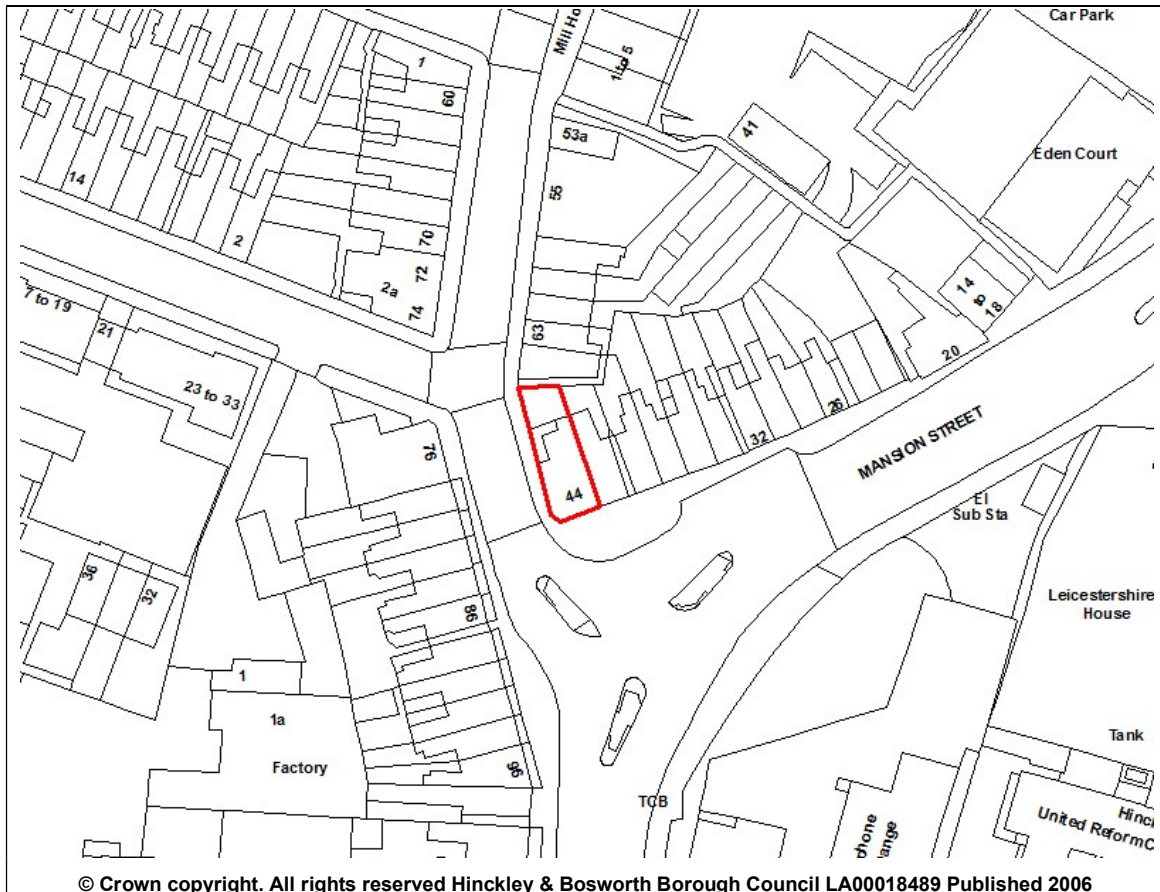 Car Park
Mill Ho
1 to 5
1
60
53a
41
Eden Court
14
55
2
70
72
2a
74
14
to
18
7 to 19
21
63
20
23 to 33
26
MANSION STREET
32
76
44
El
Sub Sta
36
32
Leicestershire
House
86
1
1a
Factory
Tank
96
TCB
Hinc
United Reform C
phone
ange
© Crown copyright. All rights reserved Hinckley & Bosworth Borough Council LA00018489 Published 2006